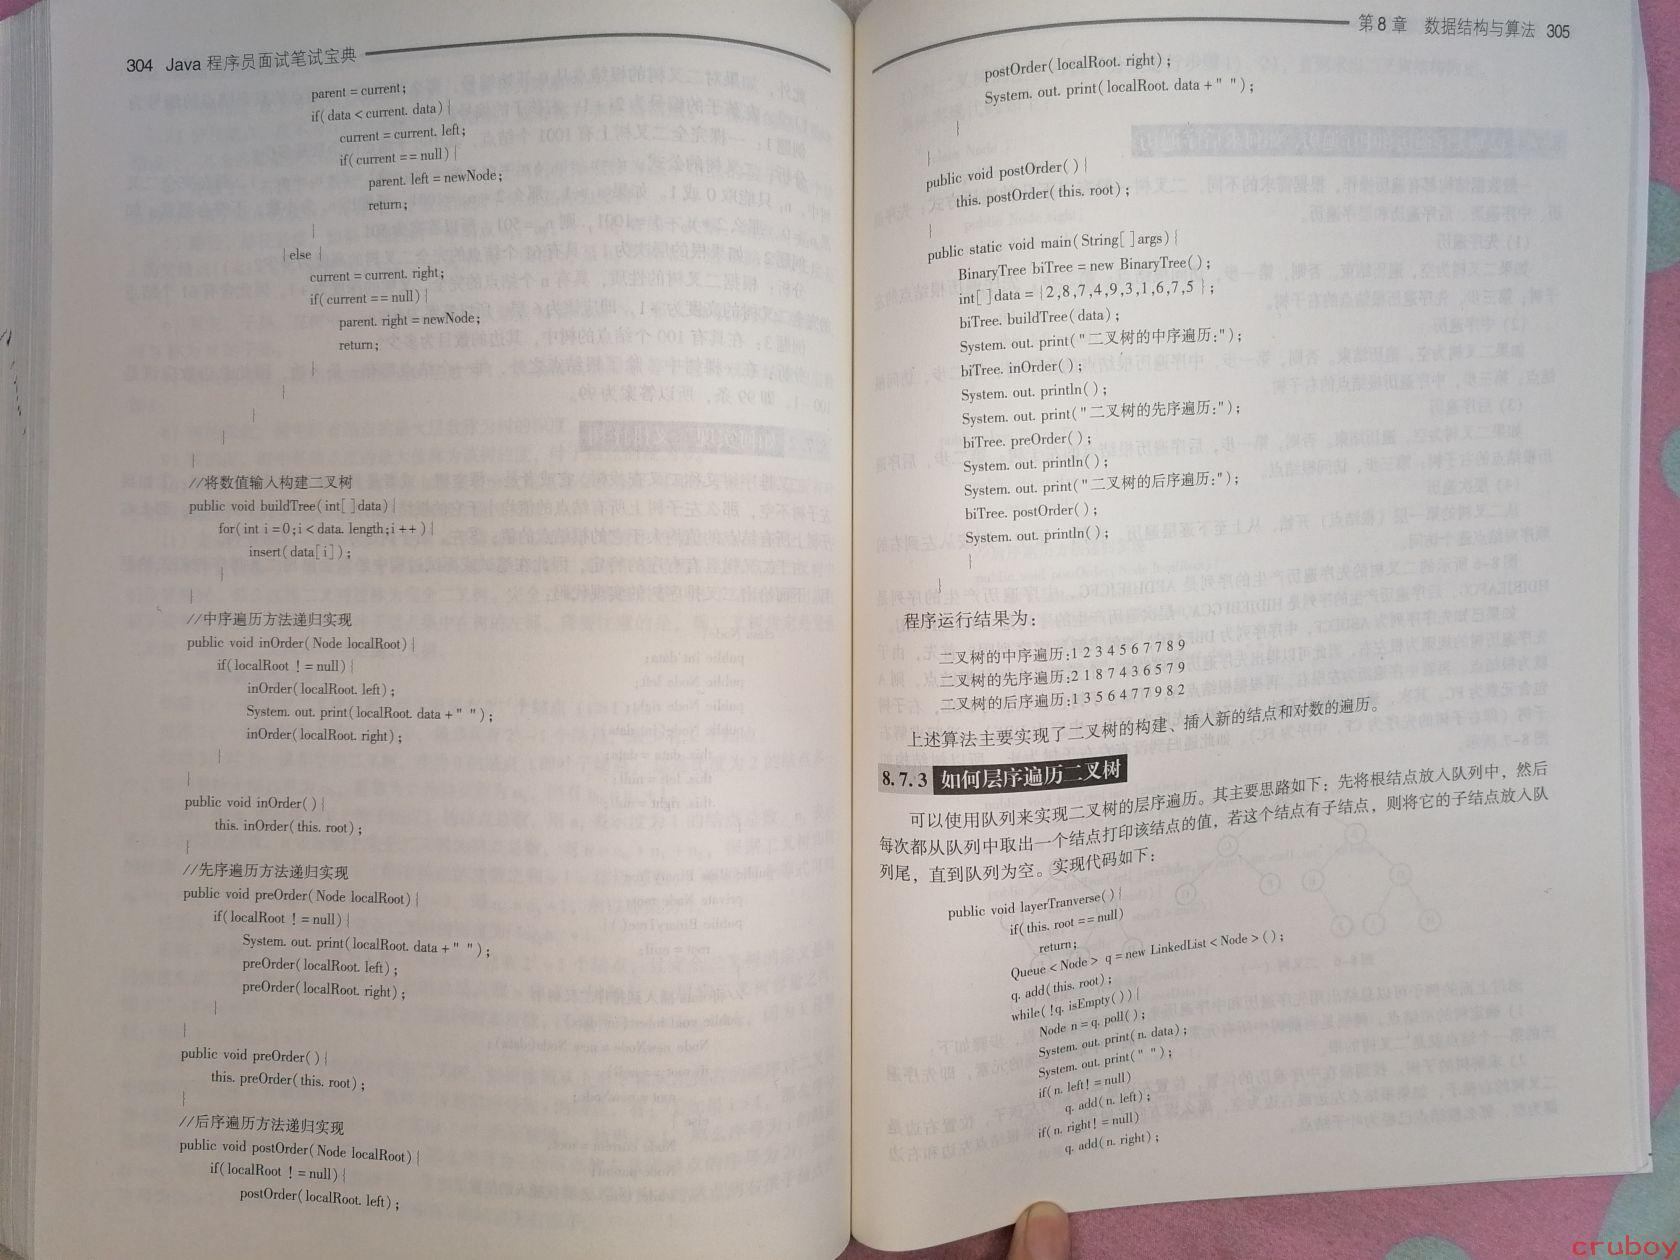 304 Java 程序员面试笔试宝典
parent = current;
if(data < current. data){
current = current. left;
if(current == null){
parent. left = newNode;
return;
}
}else{
current = current. right;
if(current == null){
parent. right = newNode;
return;
}
}
}
}
}
//将数值输入构建二叉树
public void buildTree(int[]data){
for(int i = 0;i < data. length;i + + ){
insert(data[i]);
}
}
//中序遍历方法递归实现
public void inOrder(Node localRoot){
if(localRoot ! = null){
inOrder(localRoot. left);
System. out. print(localRoot. data + " ");
inOrder(localRoot. right);
}
}
public void inOrder(){
this. inOrder(this. root);
}
//先序遍历方法递归实现
public void preOrder(Node localRoot){
if(localRoot ! = null){
System. out. print(localRoot. data + " ");
preOrder(localRoot. left);
preOrder(localRoot. right);
}
}
public void preOrder(){
this. preOrder(this. root);
}
//后序遍历方法递归实现
public void postOrder(Node localRoot){
if(localRoot ! = null){
postOrder(localRoot. left);
第 8 章 数据结构与算法 305
postOrder(localRoot. right);
System. out. print(localRoot. data + " ");
}
}
public void postOrder(){
this. postOrder(this. root);
}
public static void main(String[]args){
BinaryTree biTree = new BinaryTree();
int[]data = {2,8,7,4,9,3,1,6,7,5 };
biTree. buildTree(data);
System. out. print("二叉树的中序遍历:");
biTree. inOrder();
System. out. println();
System. out. print("二叉树的先序遍历:");
biTree. preOrder();
System. out. println();
System. out. print("二叉树的后序遍历:");
biTree. postOrder();
System. out. println();
}
}
程序运行结果为:
二叉树的中序遍历:1 2 3 4 5 6 7 7 8 9
二叉树的先序遍历:2 1 8 7 4 3 6 5 7 9
二叉树的后序遍历:1 3 5 6 4 7 7 9 8 2
上述算法主要实现了二叉树的构建、插入新的结点和对数的遍历。
8. 7. 3 如何层序遍历二叉树
可以使用队列来实现二叉树的层序遍历。其主要思路如下：先将根结点放入队列中，然后
每次都从队列中取出一个结点打印该结点的值，若这个结点有子结点，则将它的子结点放入队
列尾，直到队列为空。实现代码如下：
public void layerTranverse(){
if(this. root == null)
return;
Queue < Node > q = new LinkedList < Node >();
q. add(this. root);
while(!q. isEmpty()){
Node n = q. poll();
System. out. print(n. data);
System. out. print(" ");
if(n. left! = null)
q. add(n. left);
if(n. right! = null)
q. add(n. right);
cruboy